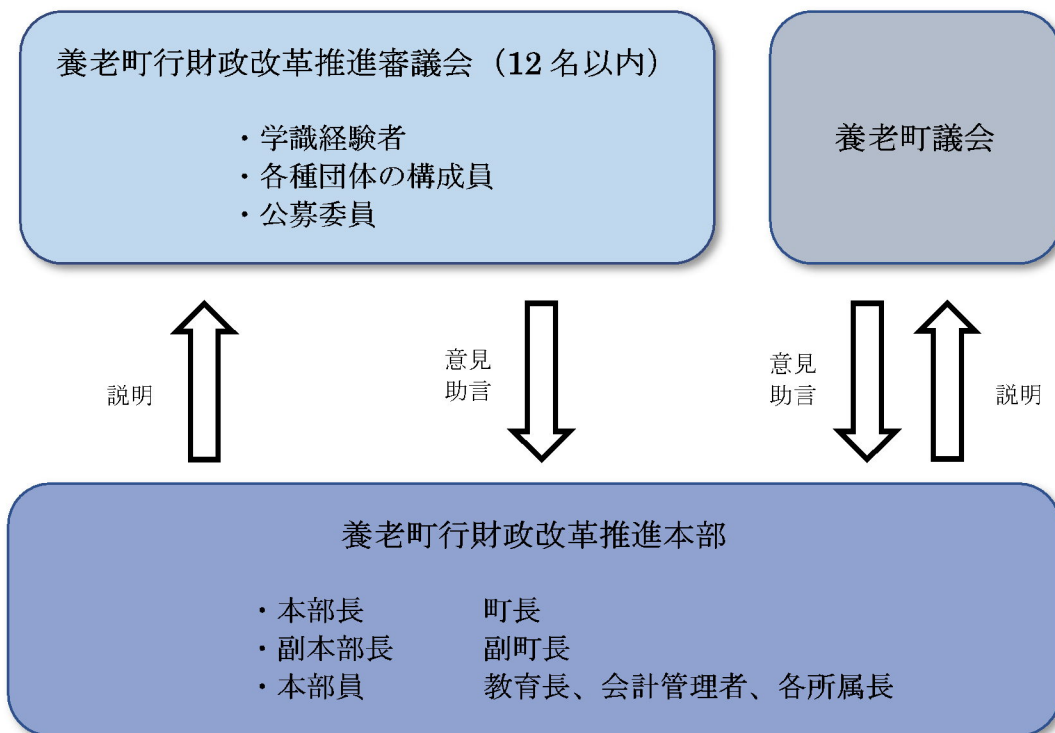 養老町行財政改革推進審議会（12名以内）
・学識経験者
・各種団体の構成員
・公募委員
養老町議会
説明
意見
助言
意見
助言
説明
養老町行財政改革推進本部
・本部長 町長
・副本部長 副町長
・本部員 教育長、会計管理者、各所属長